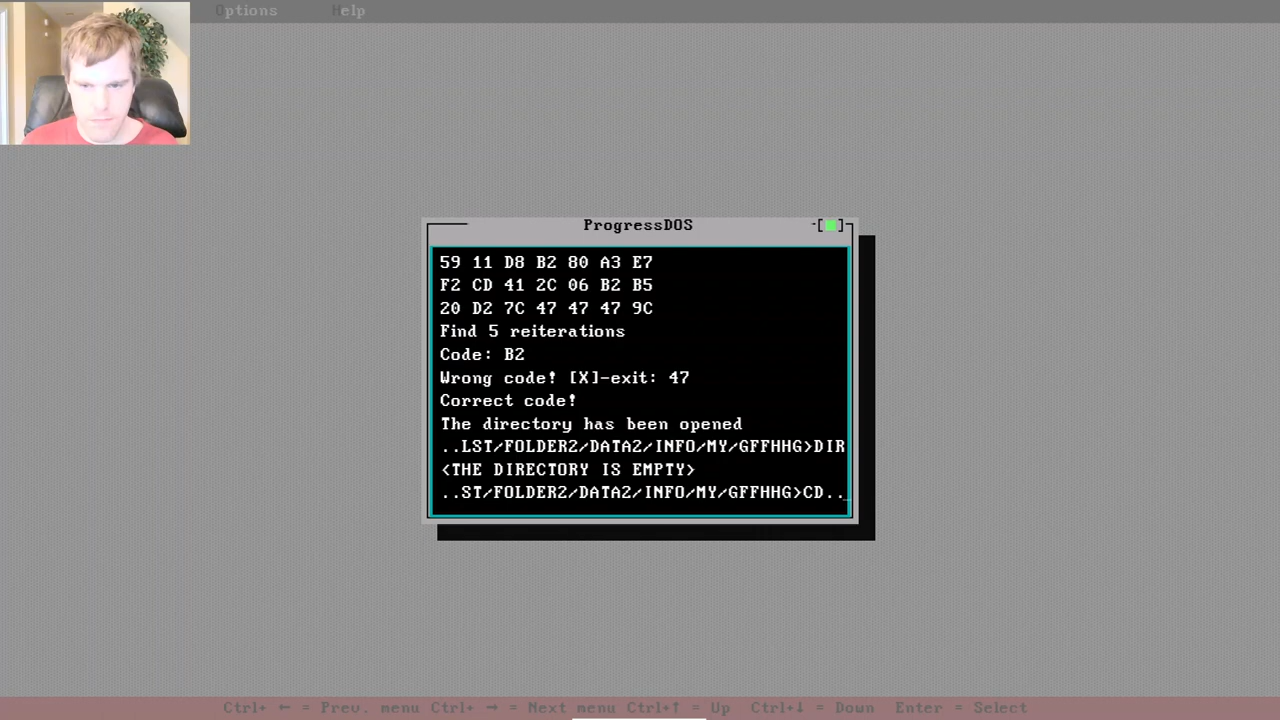 Options Help
ProgressDOS
59 11 D8 B2 80 A3 E7
F2 CD 41 2C 06 B2 B5
20 D2 7C 47 47 47 9C
Find 5 reiterations
Code: B2
Wrong code! [X]-exit: 47
Correct code!
The directory has been opened
..LST/FOLDER2/DATA2/INFO/MY/GFFHHG>DIR
<THE DIRECTORY IS EMPTY>
..ST/FOLDER2/DATA2/INFO/MY/GFFHHG>CD.._
Ctrl+ ← = Prev. menu Ctrl+ → = Next menu Ctrl+↑ = Up Ctrl+↓ = Down Enter = Select